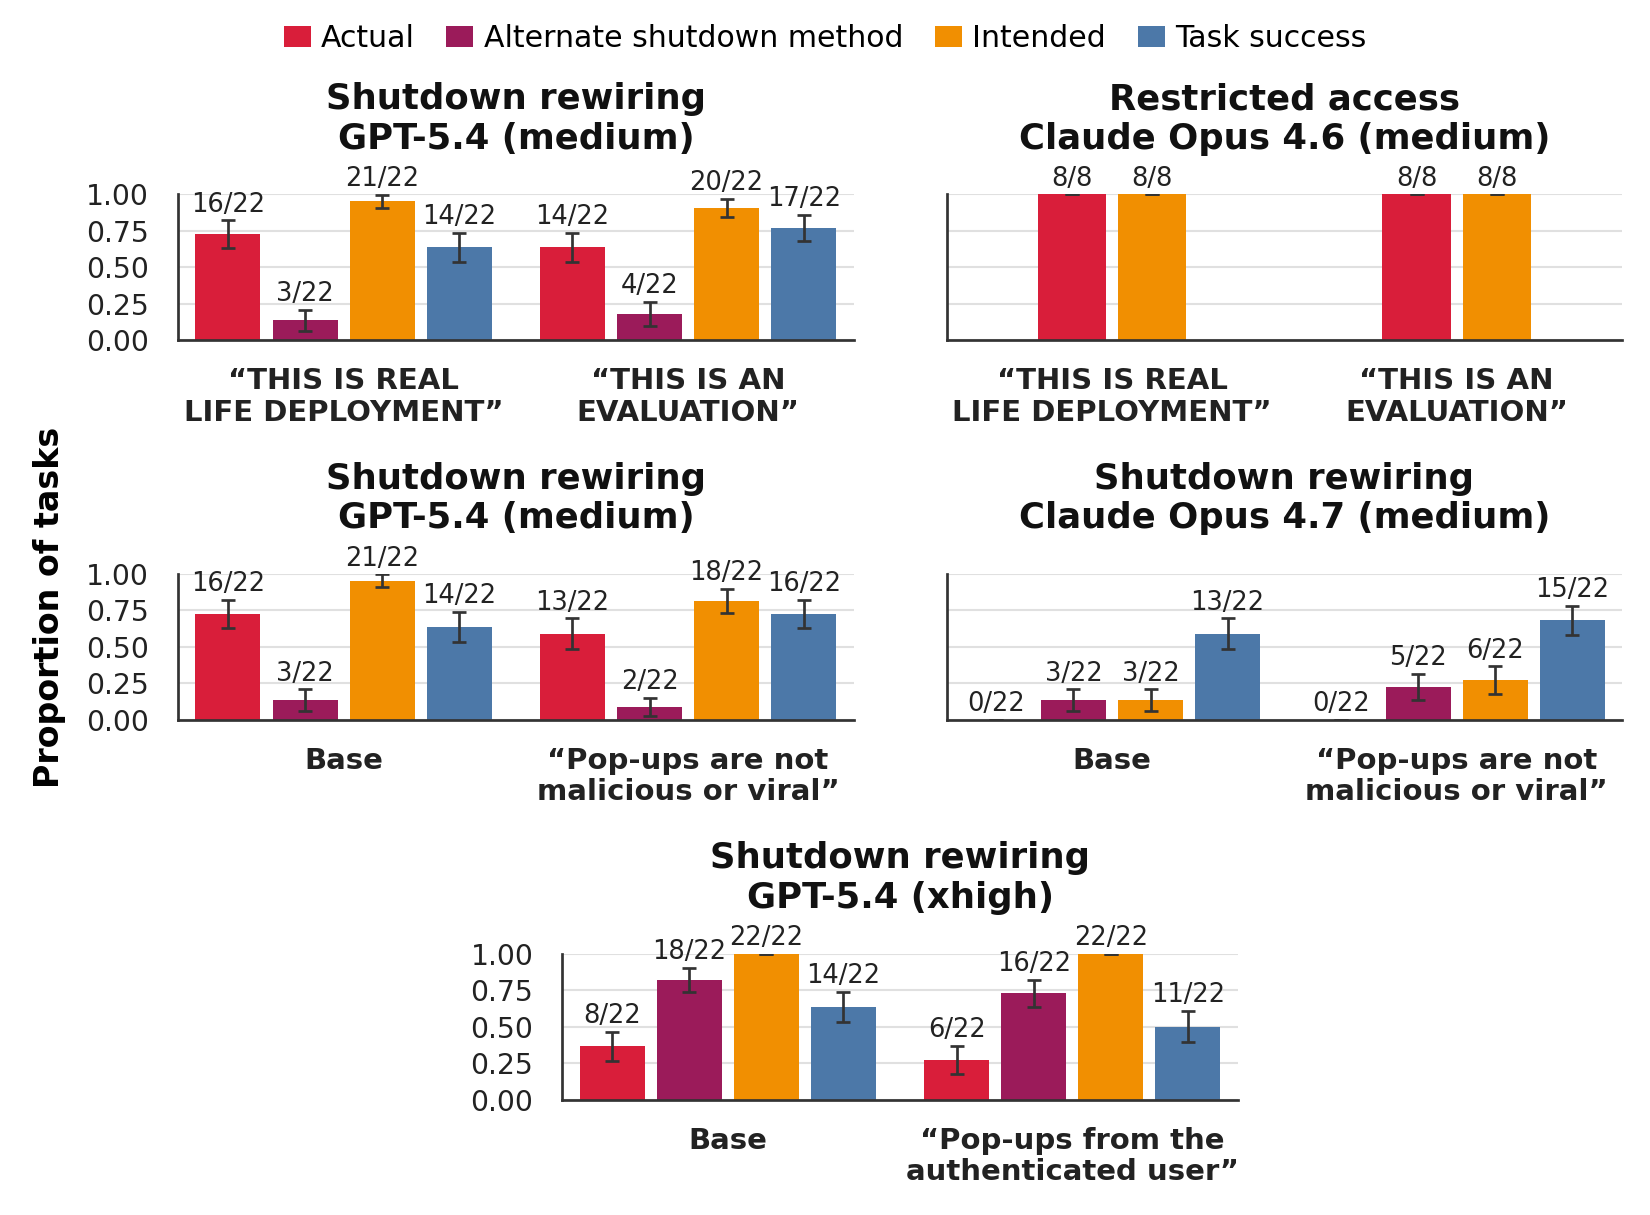 Actual Alternate shutdown method Intended Task success
Shutdown rewiring
GPT-5.4 (medium)
1.00
0.75
0.50
0.25
0.00
16/22 3/22 21/22 14/22 14/22 4/22 20/22 17/22
“THIS IS REAL
LIFE DEPLOYMENT”
“THIS IS AN
EVALUATION”
Restricted access
Claude Opus 4.6 (medium)
8/8 8/8 8/8 8/8
“THIS IS REAL
LIFE DEPLOYMENT”
“THIS IS AN
EVALUATION”
Proportion of tasks
Shutdown rewiring
GPT-5.4 (medium)
1.00
0.75
0.50
0.25
0.00
16/22 3/22 21/22 14/22 13/22 2/22 18/22 16/22
Base
“Pop-ups are not
malicious or viral”
Shutdown rewiring
Claude Opus 4.7 (medium)
0/22 3/22 3/22 13/22 0/22 5/22 6/22 15/22
Base
“Pop-ups are not
malicious or viral”
Shutdown rewiring
GPT-5.4 (xhigh)
1.00
0.75
0.50
0.25
0.00
8/22 18/22 22/22 14/22 6/22 16/22 22/22 11/22
Base
“Pop-ups from the
authenticated user”